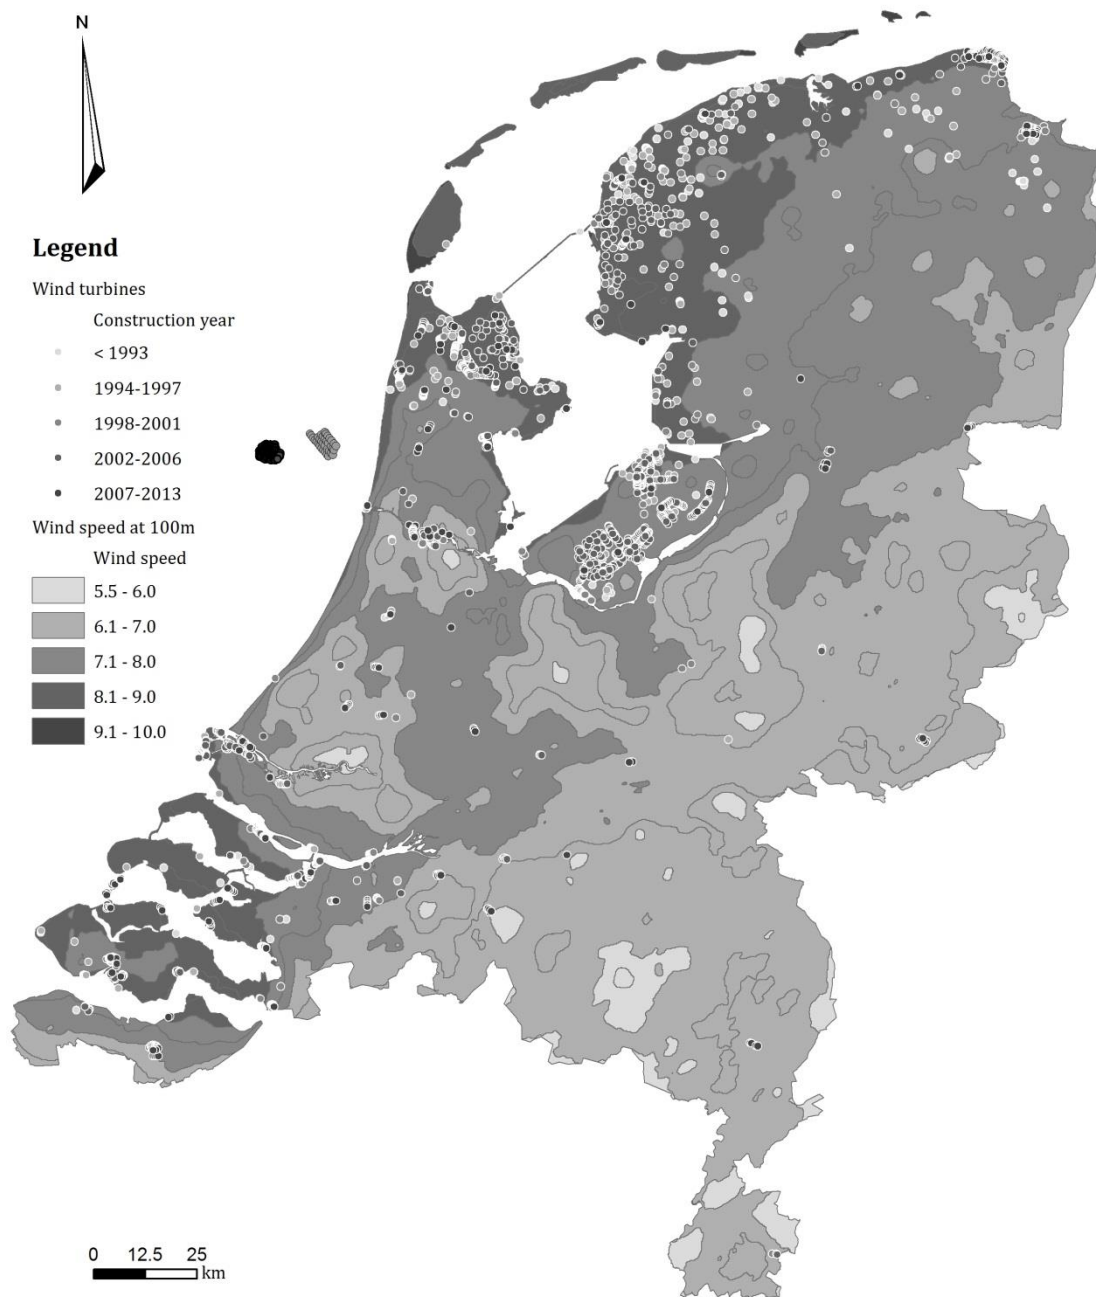 N
Legend
Wind turbines
Construction year
< 1993
1994-1997
1998-2001
2002-2006
2007-2013
Wind speed at 100m
Wind speed
5.5 - 6.0
6.1 - 7.0
7.1 - 8.0
8.1 - 9.0
9.1 - 10.0
0 12.5 25
km